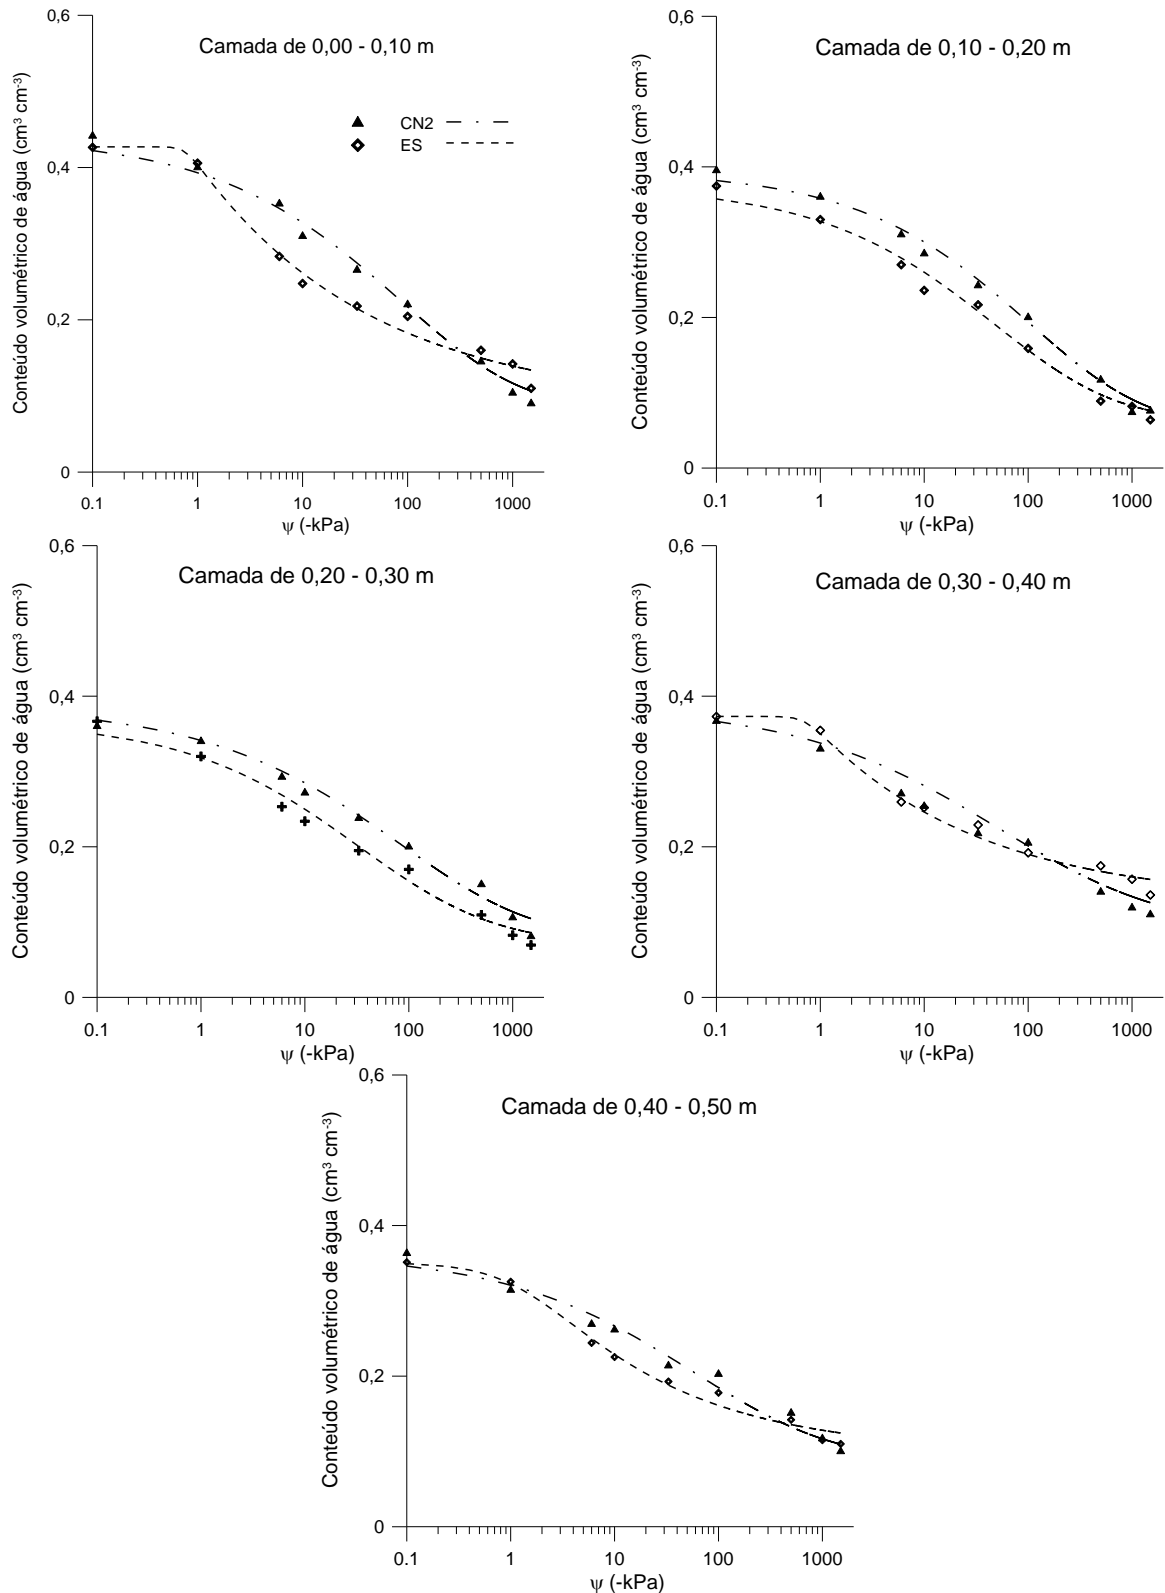 Camada de 0,00 - 0,10 m
Conteúdo volumétrico de água (cm³ cm⁻³)
CN2
ES
0,6
0,4
0,2
0
0.1 1 10 100 1000
ψ (-kPa)
Camada de 0,10 - 0,20 m
Conteúdo volumétrico de água (cm³ cm⁻³)
0,6
0,4
0,2
0
0.1 1 10 100 1000
ψ (-kPa)
Camada de 0,20 - 0,30 m
Conteúdo volumétrico de água (cm³ cm⁻³)
0,6
0,4
0,2
0
0.1 1 10 100 1000
ψ (-kPa)
Camada de 0,30 - 0,40 m
Conteúdo volumétrico de água (cm³ cm⁻³)
0,6
0,4
0,2
0
0.1 1 10 100 1000
ψ (-kPa)
Camada de 0,40 - 0,50 m
Conteúdo volumétrico de água (cm³ cm⁻³)
0,6
0,4
0,2
0
0.1 1 10 100 1000
ψ (-kPa)